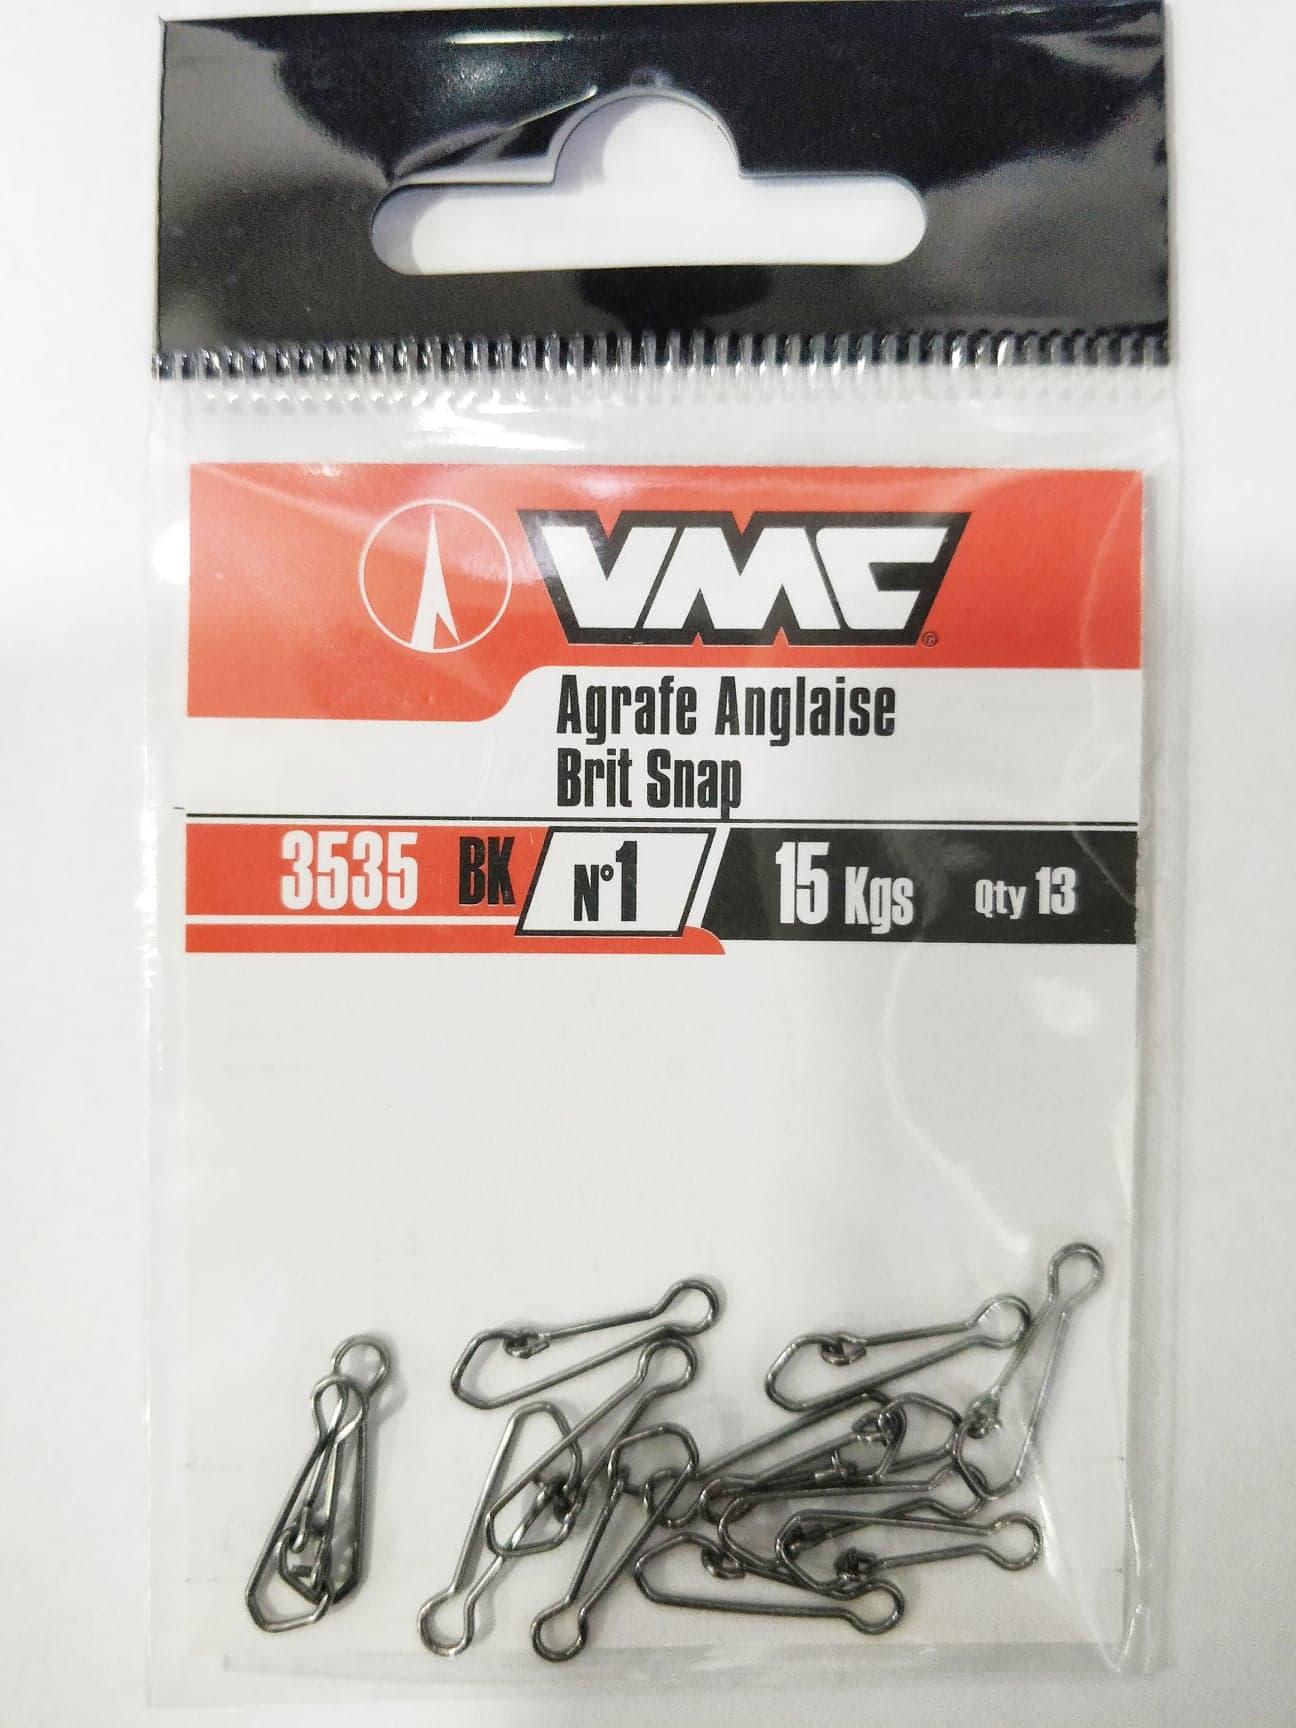 VMC®
Agrafe Anglaise
Brit Snap
3535 BK N°1 15 Kgs Qty 13